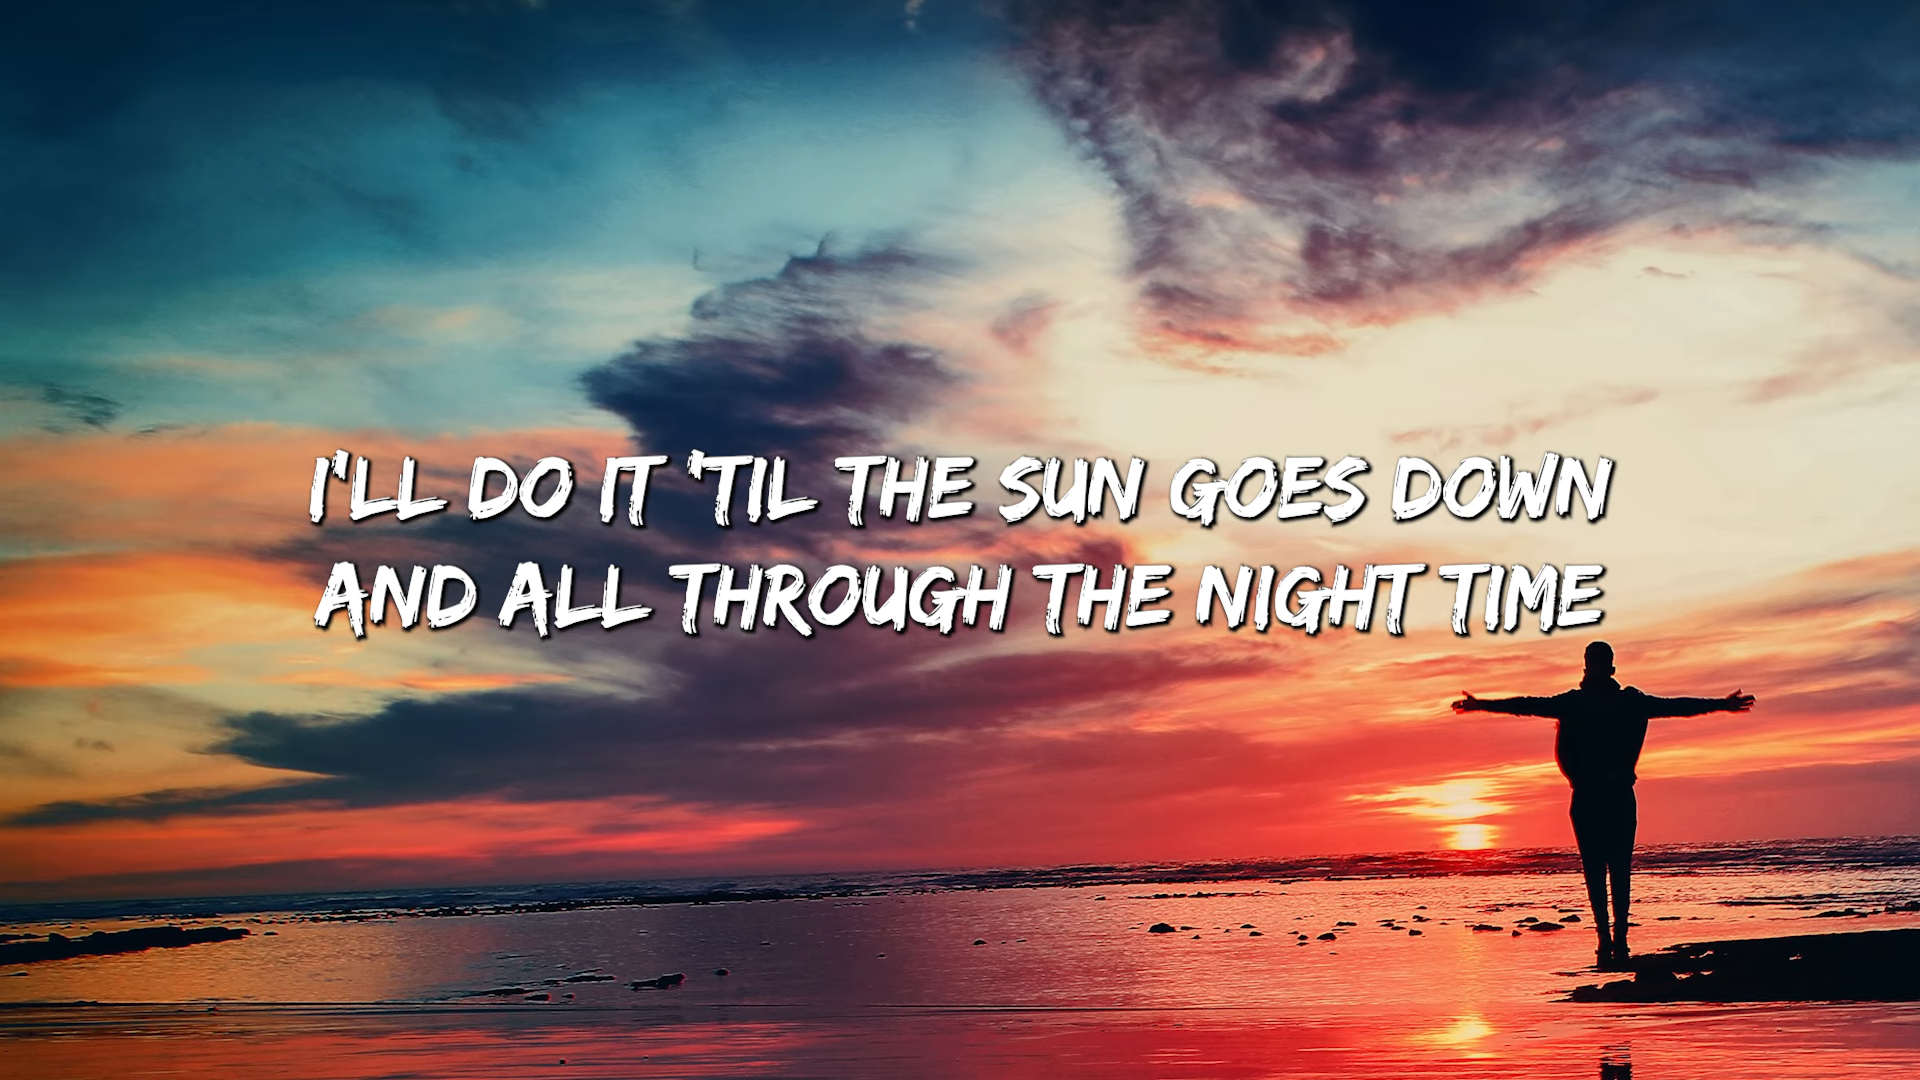 I'LL DO IT 'TIL THE SUN GOES DOWN
AND ALL THROUGH THE NIGHT TIME